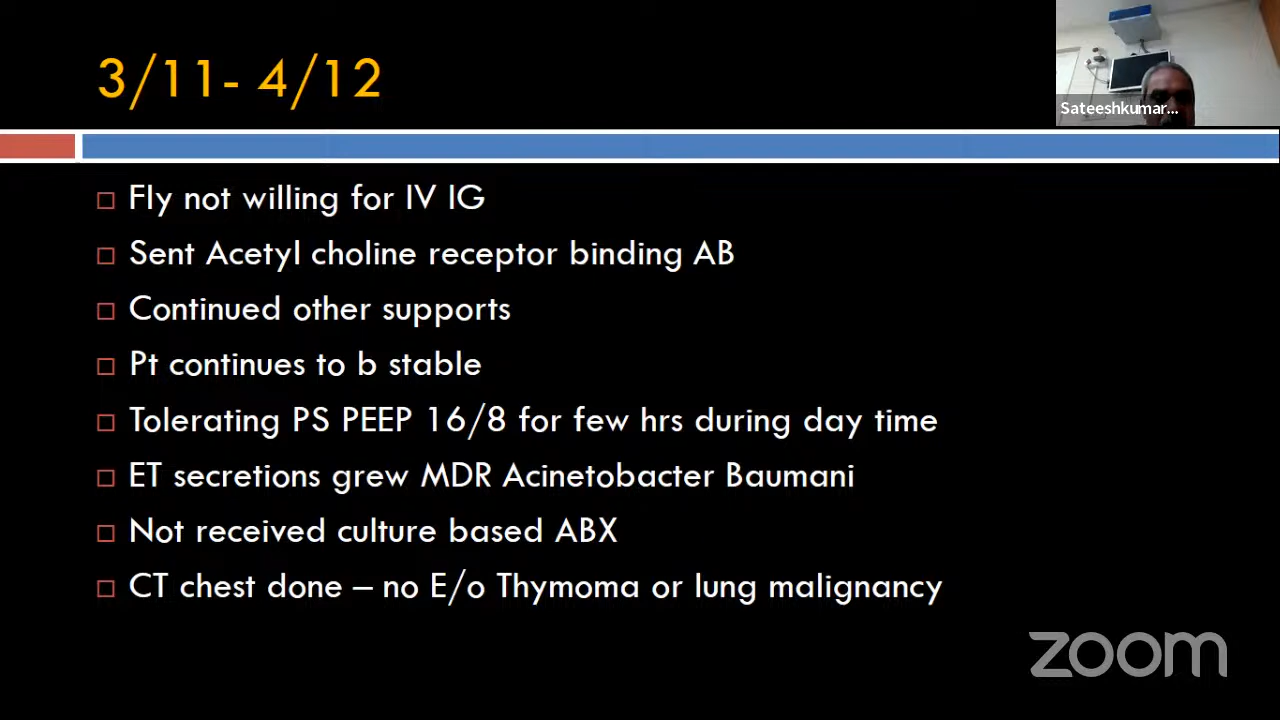 3/11- 4/12
Sateeshkumar...
Fly not willing for IV IG
Sent Acetyl choline receptor binding AB
Continued other supports
Pt continues to b stable
Tolerating PS PEEP 16/8 for few hrs during day time
ET secretions grew MDR Acinetobacter Baumani
Not received culture based ABX
CT chest done – no E/o Thymoma or lung malignancy
zoom